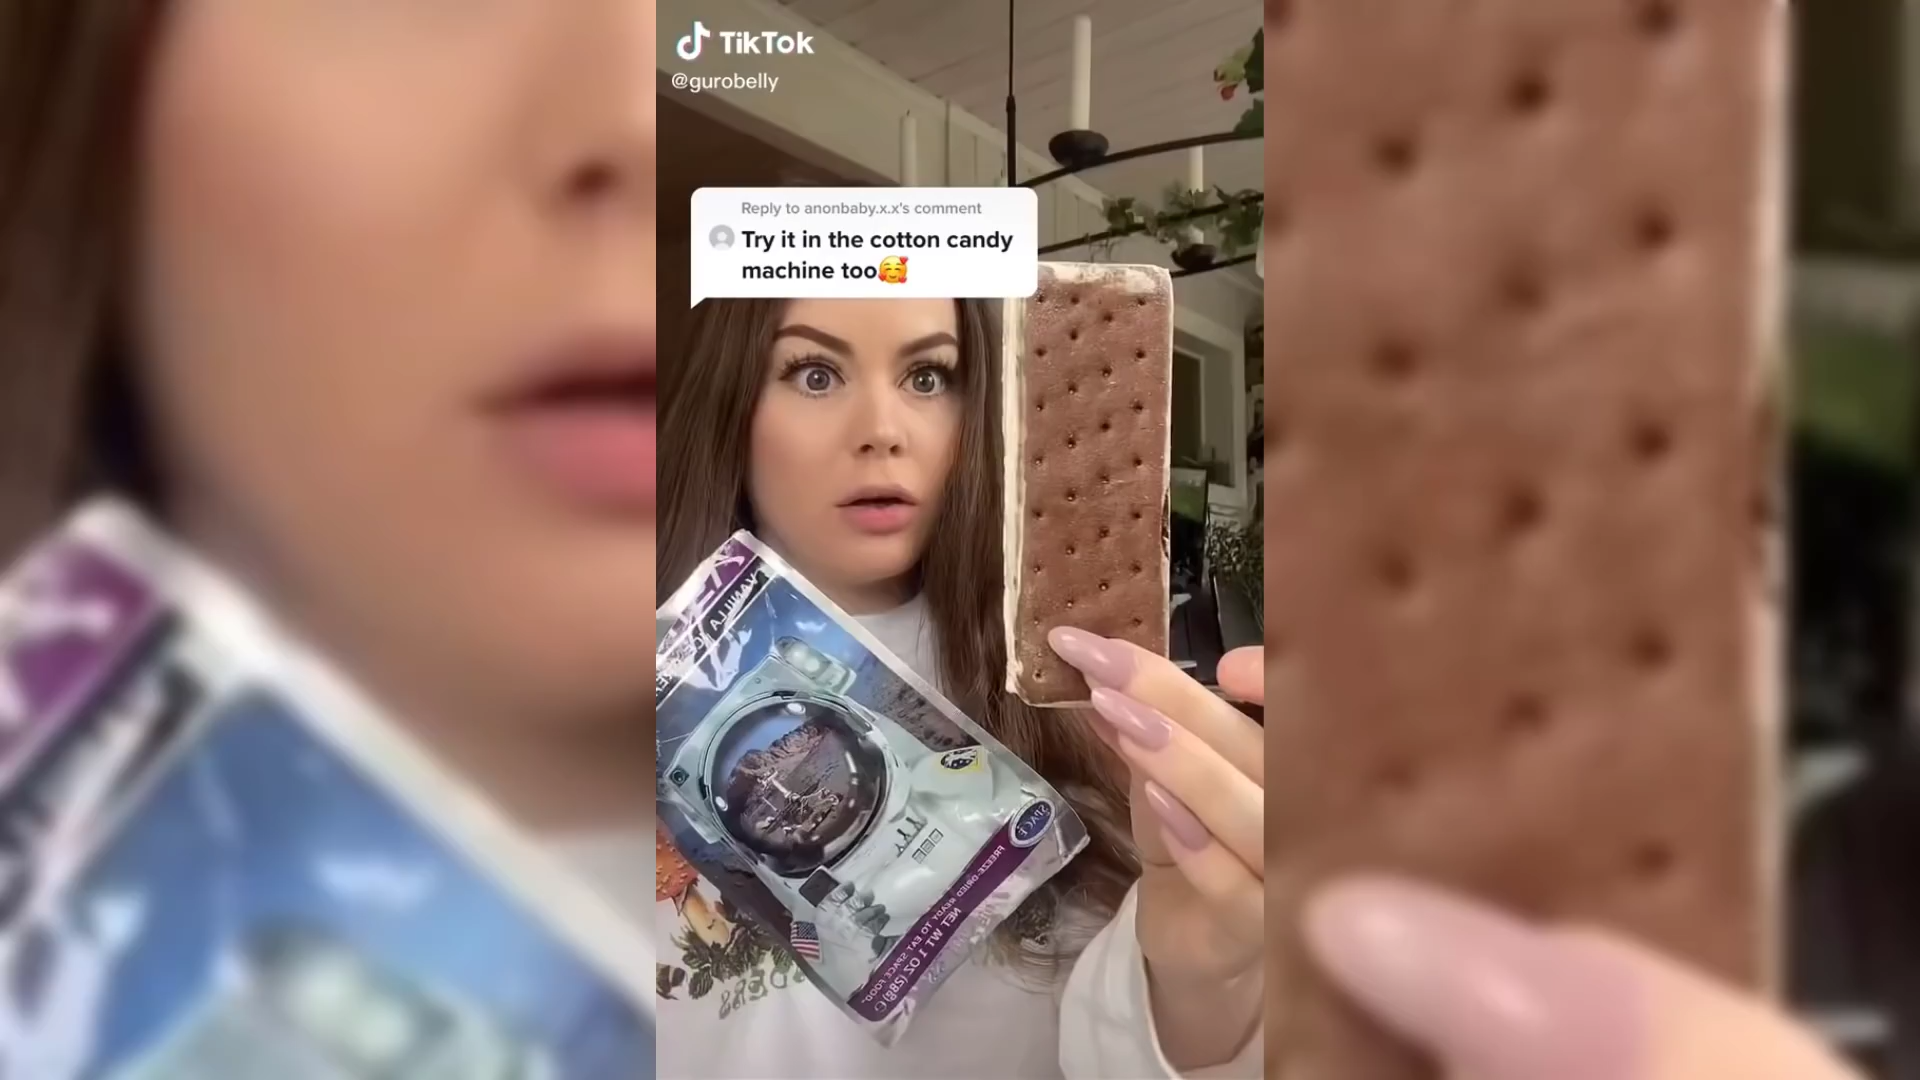 TikTok
@gurobelly
Reply to anonbaby.x.x's comment
Try it in the cotton candy
machine too🥰
VANILLA ICE
SPACE
FREEZE-DRIED READY TO EAT SPACE FOOD
NET WT 1 OZ (28g) e